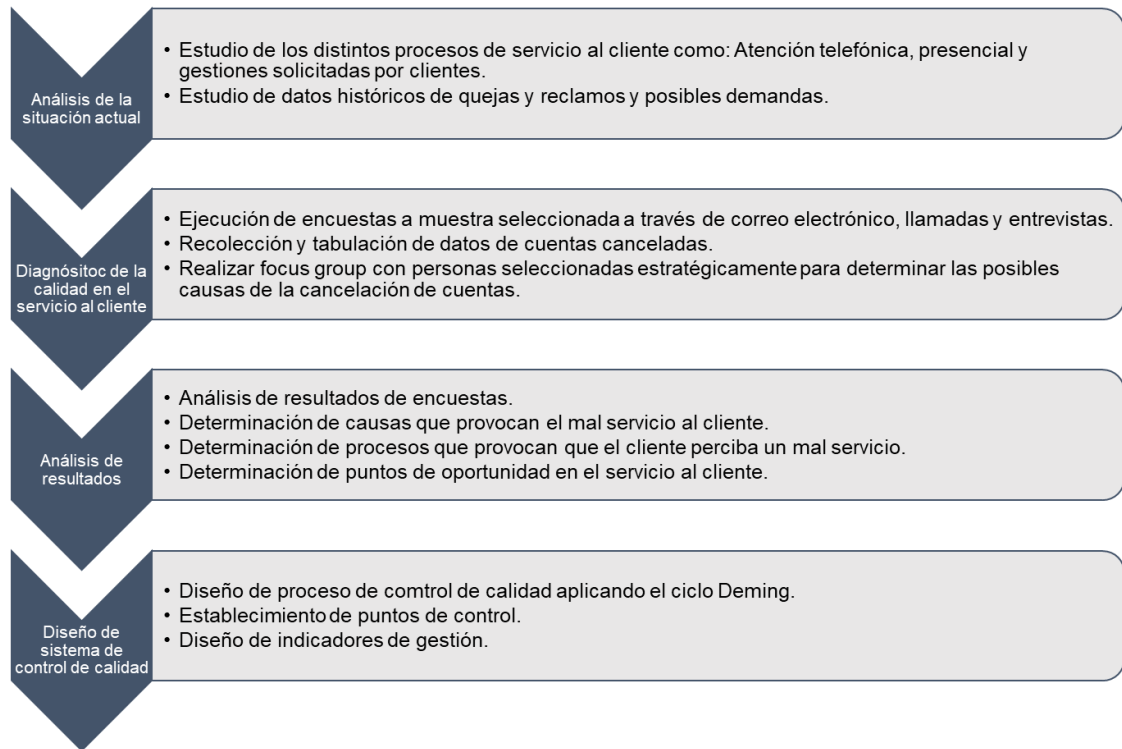 Análisis de la
situación actual
• Estudio de los distintos procesos de servicio al cliente como: Atención telefónica, presencial y
gestiones solicitadas por clientes.
• Estudio de datos históricos de quejas y reclamos y posibles demandas.
Diagnósitoc de la
calidad en el
servicio al cliente
• Ejecución de encuestas a muestra seleccionada a través de correo electrónico, llamadas y entrevistas.
• Recolección y tabulación de datos de cuentas canceladas.
• Realizar focus group con personas seleccionadas estratégicamente para determinar las posibles
causas de la cancelación de cuentas.
Análisis de
resultados
• Análisis de resultados de encuestas.
• Determinación de causas que provocan el mal servicio al cliente.
• Determinación de procesos que provocan que el cliente perciba un mal servicio.
• Determinación de puntos de oportunidad en el servicio al cliente.
Diseño de
sistema de
control de calidad
• Diseño de proceso de comtrol de calidad aplicando el ciclo Deming.
• Establecimiento de puntos de control.
• Diseño de indicadores de gestión.